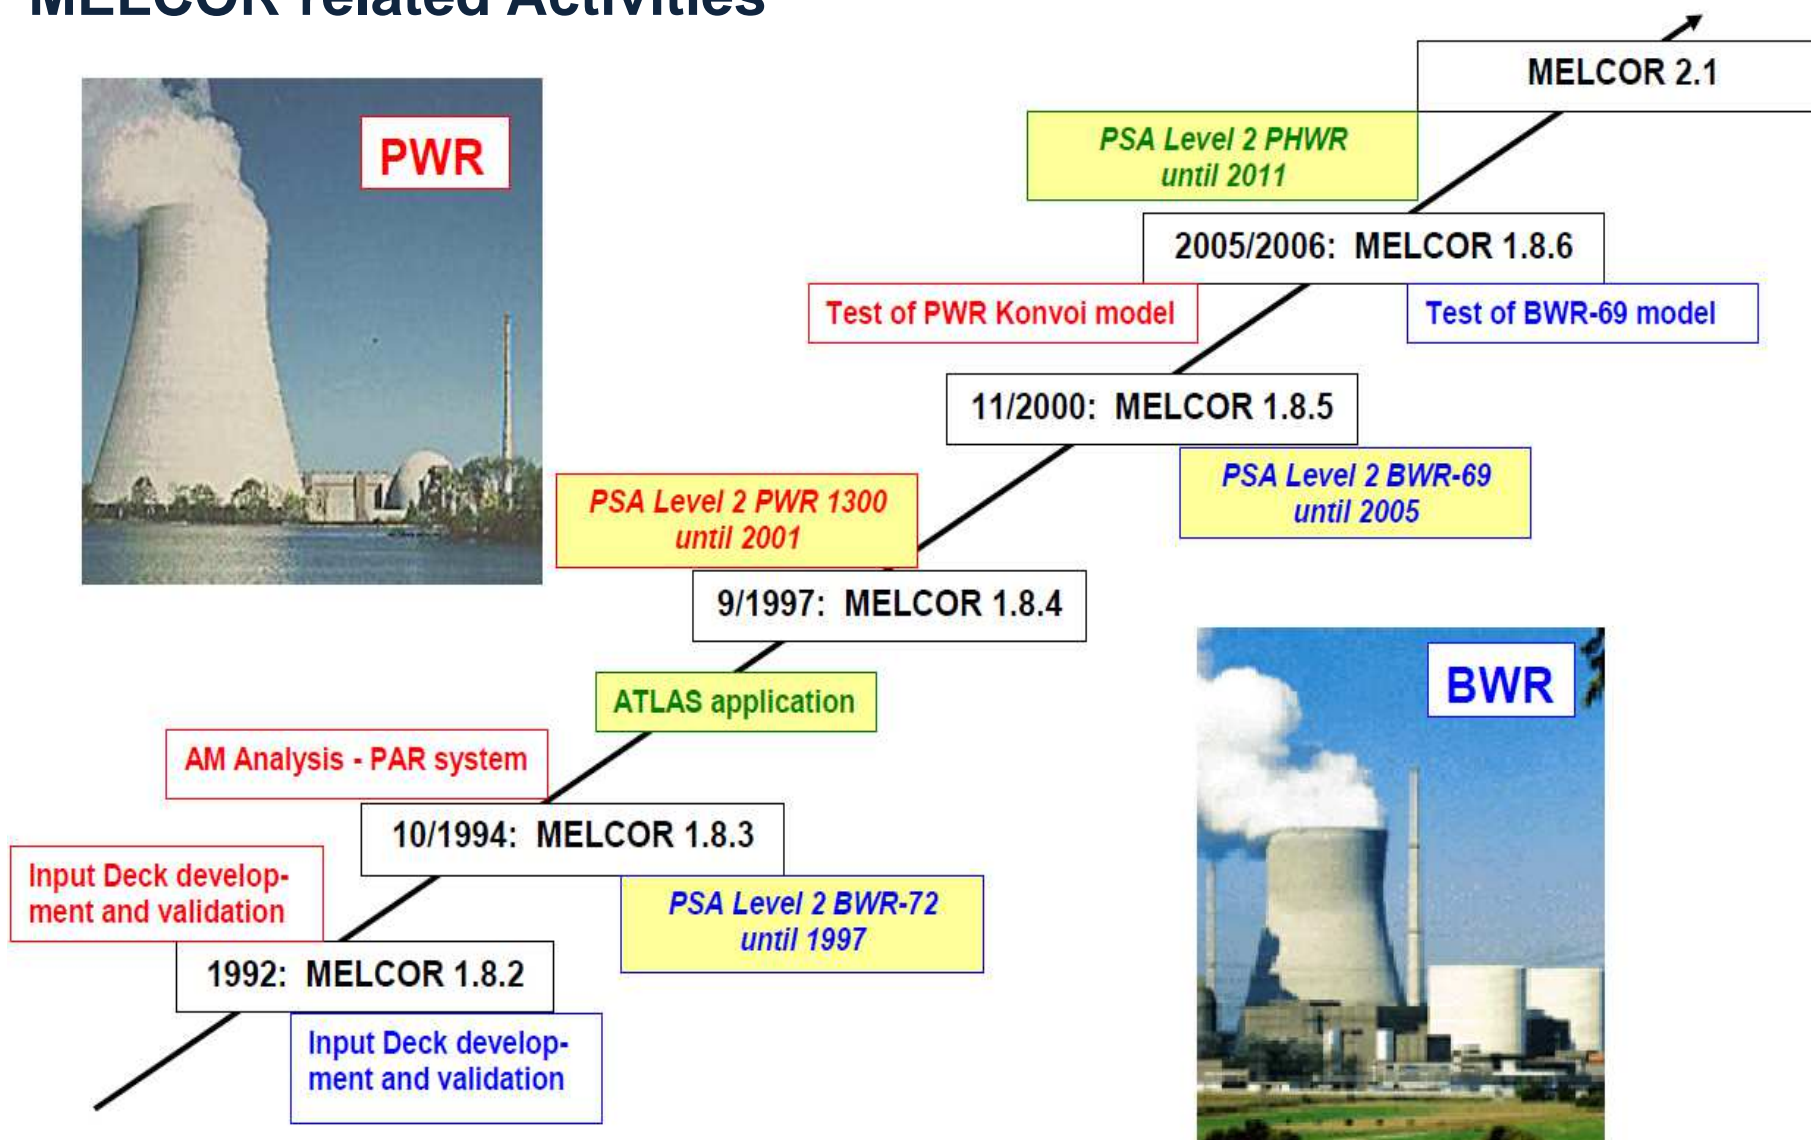 MELCOR related Activities
MELCOR 2.1
PWR
PSA Level 2 PHWR
until 2011
2005/2006: MELCOR 1.8.6
Test of PWR Konvoi model
Test of BWR-69 model
11/2000: MELCOR 1.8.5
PSA Level 2 BWR-69
until 2005
PSA Level 2 PWR 1300
until 2001
9/1997: MELCOR 1.8.4
BWR
ATLAS application
AM Analysis - PAR system
10/1994: MELCOR 1.8.3
Input Deck develop-
ment and validation
PSA Level 2 BWR-72
until 1997
1992: MELCOR 1.8.2
Input Deck develop-
ment and validation